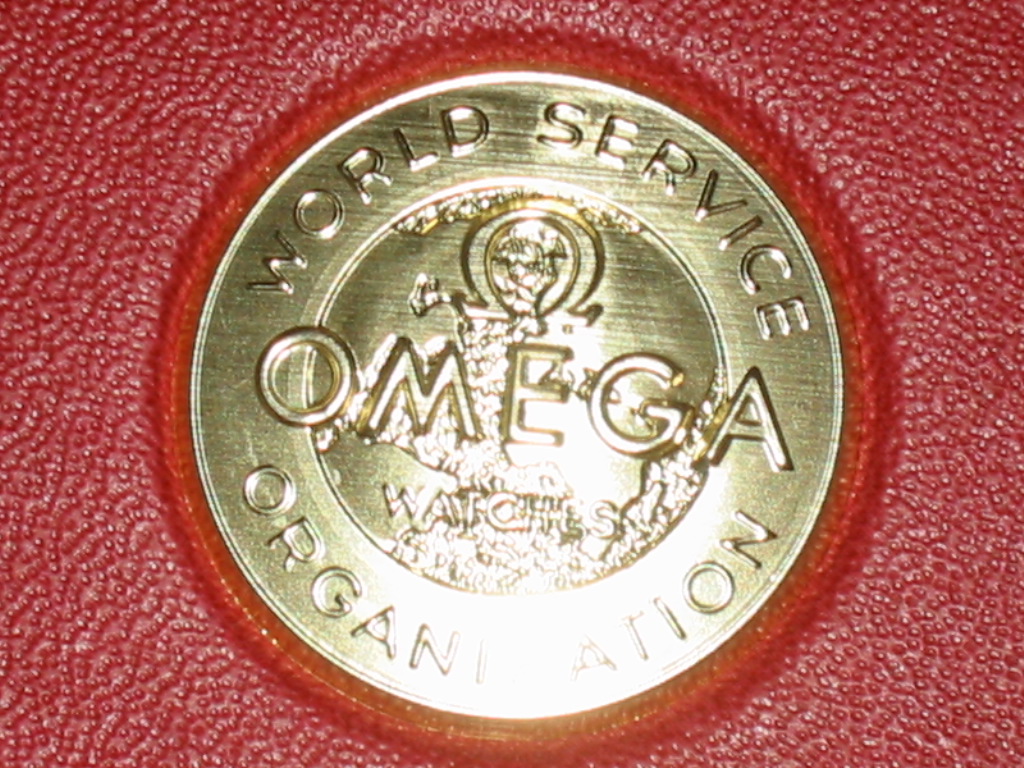 WORLD SERVICE
Ω
OMEGA
WATCHES
ORGANI ATION